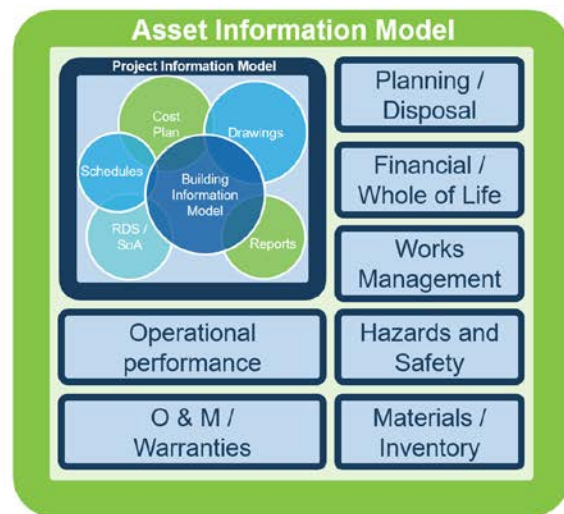 Asset Information Model
Project Information Model
Cost
Plan
Drawings
Schedules
Building
Information
Model
RDS /
SoA
Reports
Planning /
Disposal
Financial /
Whole of Life
Works
Management
Operational
performance
Hazards and
Safety
O & M /
Warranties
Materials /
Inventory